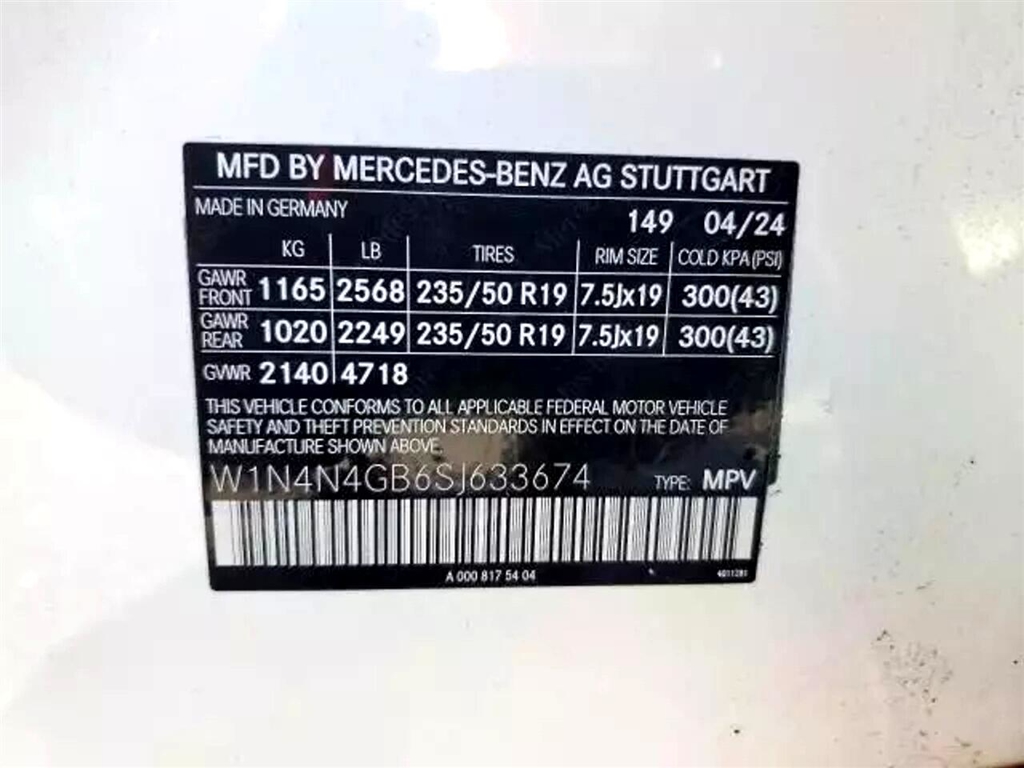 MFD BY MERCEDES-BENZ AG STUTTGART
MADE IN GERMANY 149 04/24
KG LB TIRES RIM SIZE COLD KPA (PSI)
GAWR FRONT 1165 2568 235/50 R19 7.5Jx19 300(43)
GAWR REAR 1020 2249 235/50 R19 7.5Jx19 300(43)
GVWR 2140 4718
THIS VEHICLE CONFORMS TO ALL APPLICABLE FEDERAL MOTOR VEHICLE
SAFETY AND THEFT PREVENTION STANDARDS IN EFFECT ON THE DATE OF
MANUFACTURE SHOWN ABOVE.
W1N4N4GB6SJ633674 TYPE: MPV
A 000 817 54 04